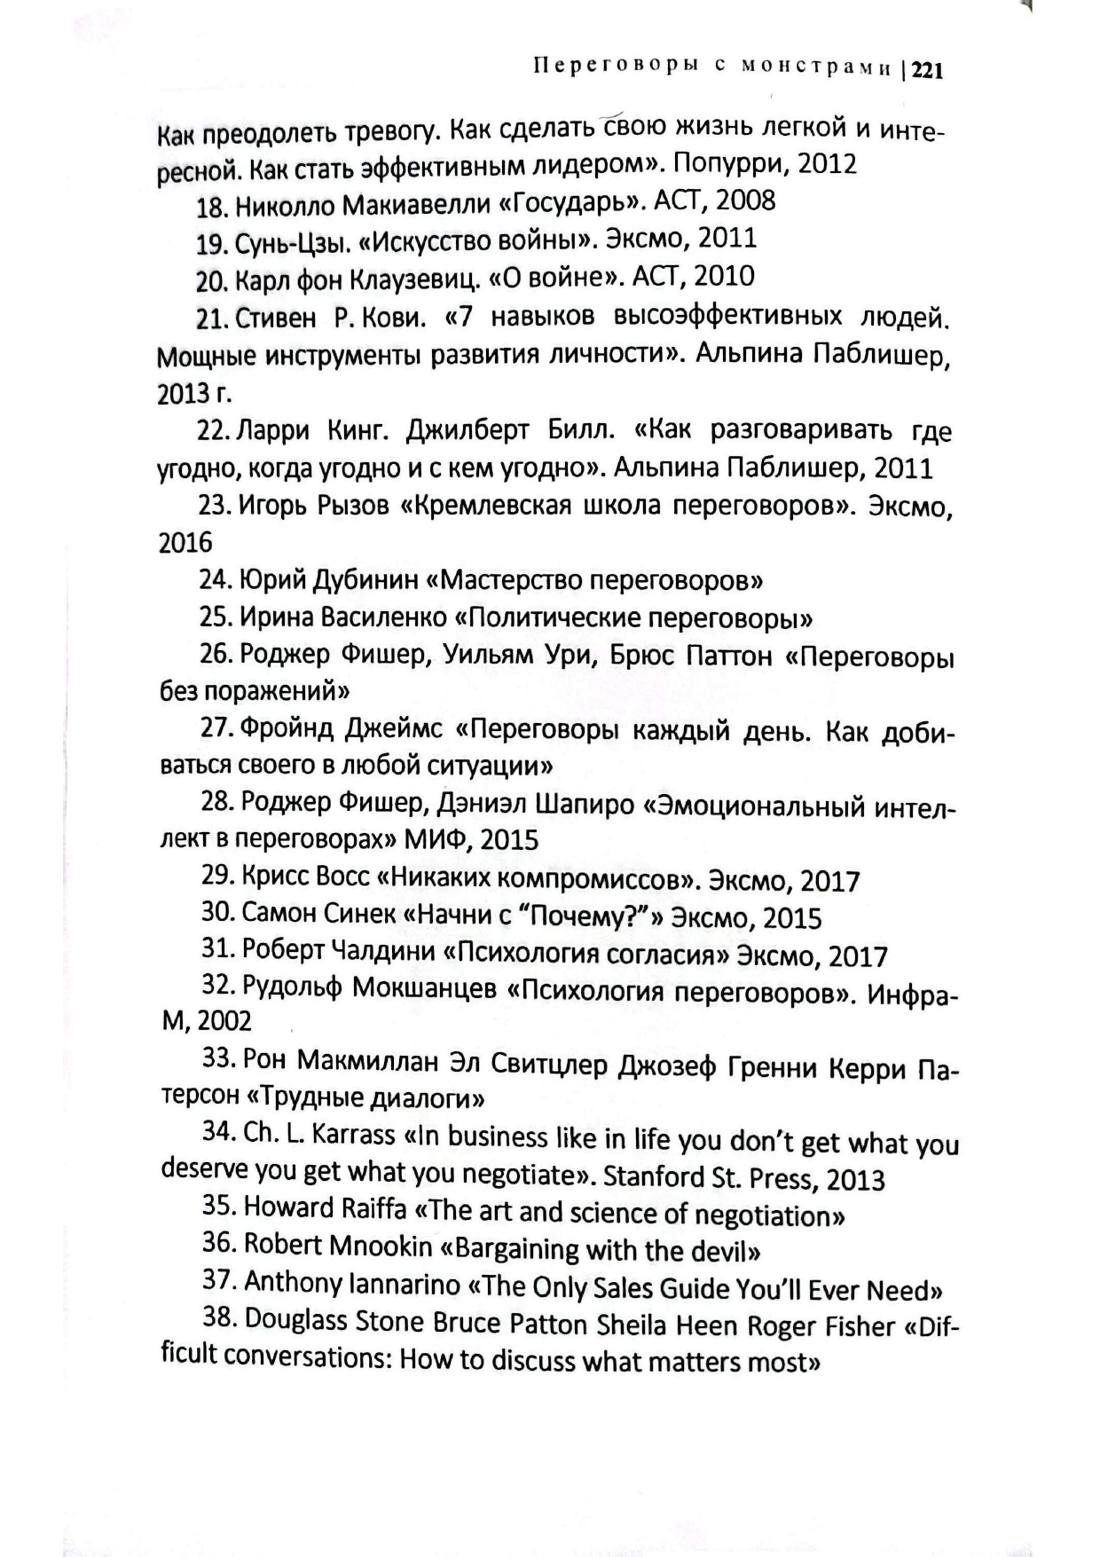 Переговоры с монстрами | 221
Как преодолеть тревогу. Как сделать свою жизнь легкой и инте-
ресной. Как стать эффективным лидером». Попурри, 2012
18. Николло Макиавелли «Государь». АСТ, 2008
19. Сунь-Цзы. «Искусство войны». Эксмо, 2011
20. Карл фон Клаузевиц. «О войне». АСТ, 2010
21. Стивен Р. Кови. «7 навыков высоэффективных людей.
Мощные инструменты развития личности». Альпина Паблишер,
2013 г.
22. Ларри Кинг. Джилберт Билл. «Как разговаривать где
угодно, когда угодно и с кем угодно». Альпина Паблишер, 2011
23. Игорь Рызов «Кремлевская школа переговоров». Эксмо,
2016
24. Юрий Дубинин «Мастерство переговоров»
25. Ирина Василенко «Политические переговоры»
26. Роджер Фишер, Уильям Ури, Брюс Паттон «Переговоры
без поражений»
27. Фройнд Джеймс «Переговоры каждый день. Как доби-
ваться своего в любой ситуации»
28. Роджер Фишер, Дэниэл Шапиро «Эмоциональный интел-
лект в переговорах» МИФ, 2015
29. Крисс Восс «Никаких компромиссов». Эксмо, 2017
30. Самон Синек «Начни с “Почему?”» Эксмо, 2015
31. Роберт Чалдини «Психология согласия» Эксмо, 2017
32. Рудольф Мокшанцев «Психология переговоров». Инфра-
М, 2002
33. Рон Макмиллан Эл Свитцлер Джозеф Гренни Керри Па-
терсон «Трудные диалоги»
34. Ch. L. Karrass «In business like in life you don’t get what you
deserve you get what you negotiate». Stanford St. Press, 2013
35. Howard Raiffa «The art and science of negotiation»
36. Robert Mnookin «Bargaining with the devil»
37. Anthony Iannarino «The Only Sales Guide You’ll Ever Need»
38. Douglass Stone Bruce Patton Sheila Heen Roger Fisher «Dif-
ficult conversations: How to discuss what matters most»